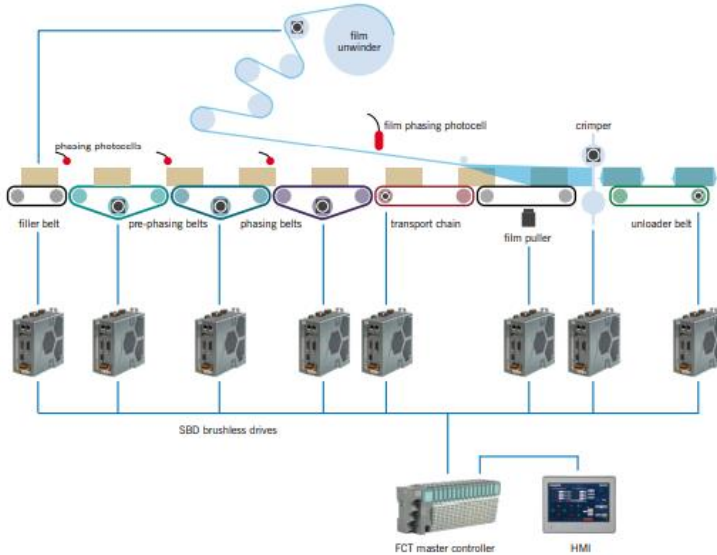 film
unwinder
phasing photocells
film phasing photocell
crimper
filler belt
pre-phasing belts
phasing belts
transport chain
film puller
unloader belt
SBD brushless drives
FCT master controller
HMI